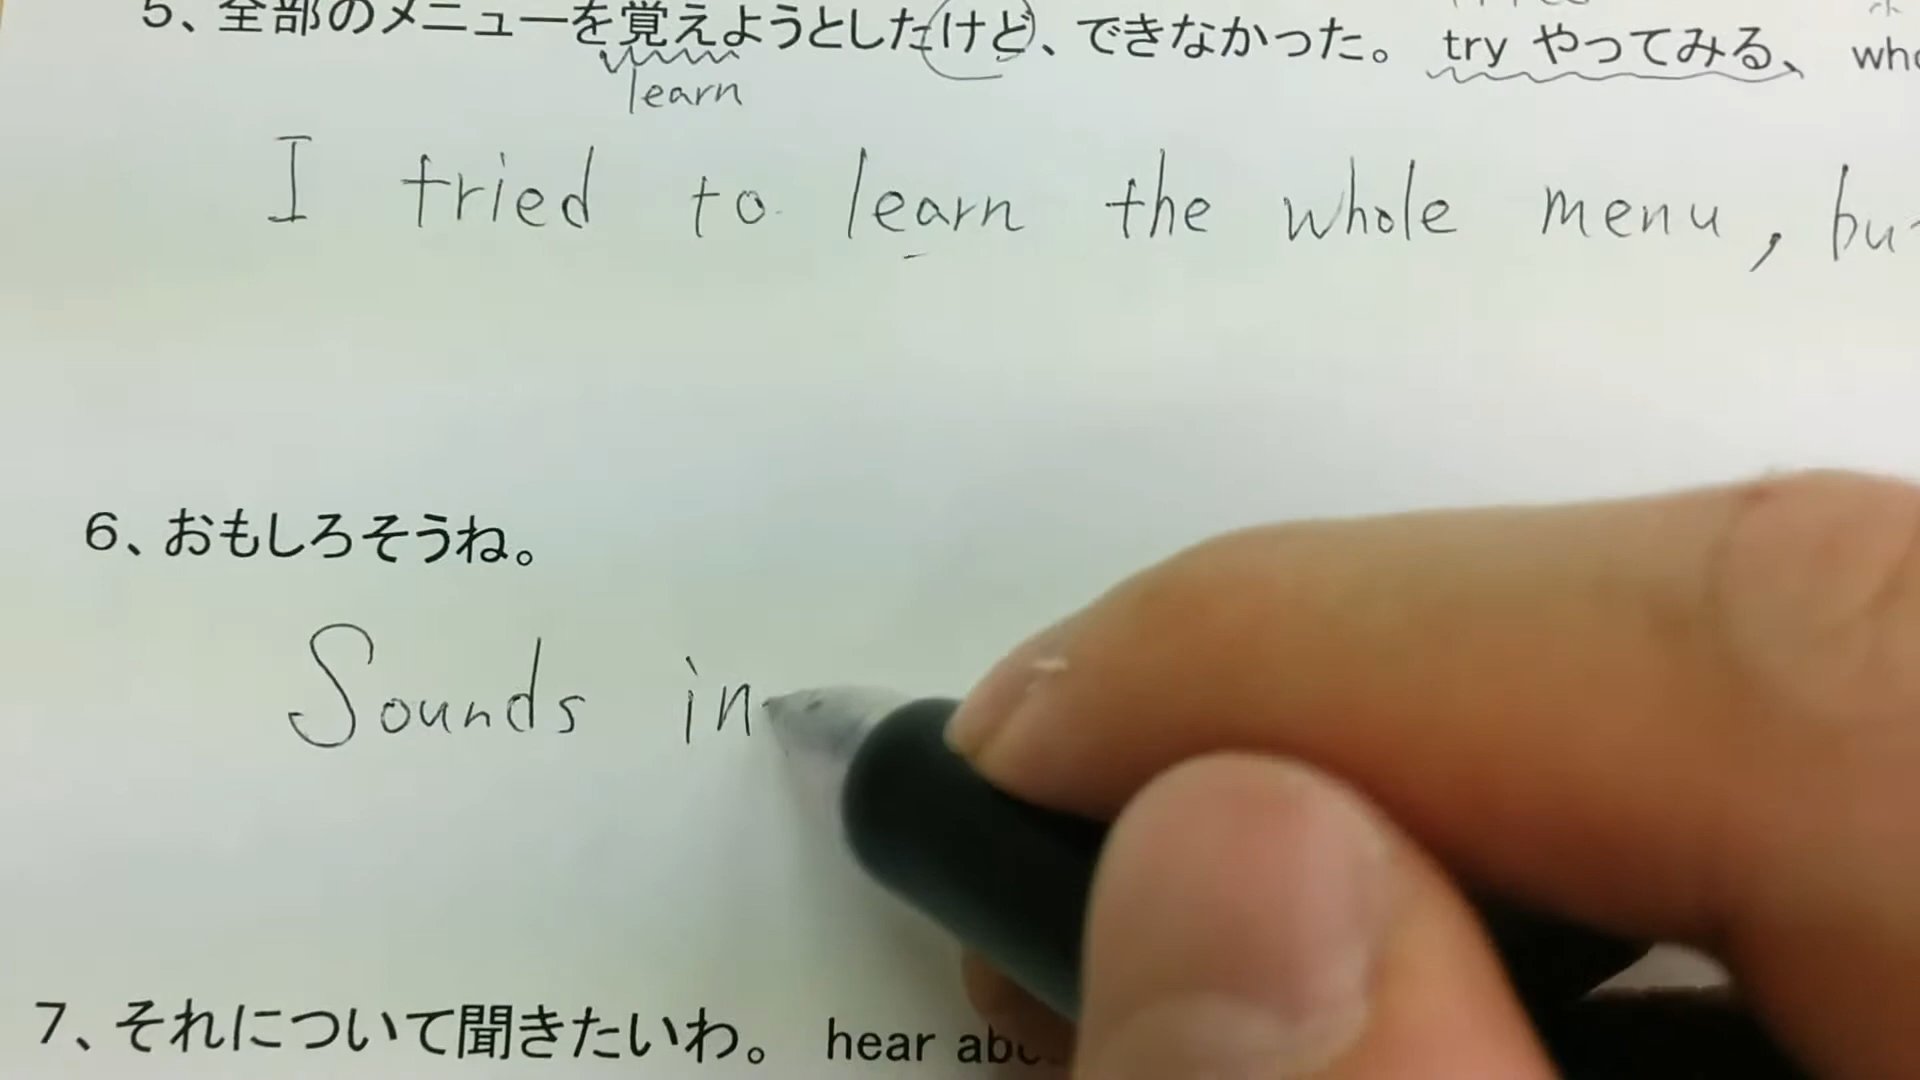 5、全部のメニューを覚えようとしたけど、できなかった。 try やってみる、
learn
I tried to learn the whole menu,
6、おもしろそうね。
Sounds in
7、それについて聞きたいわ。 hear